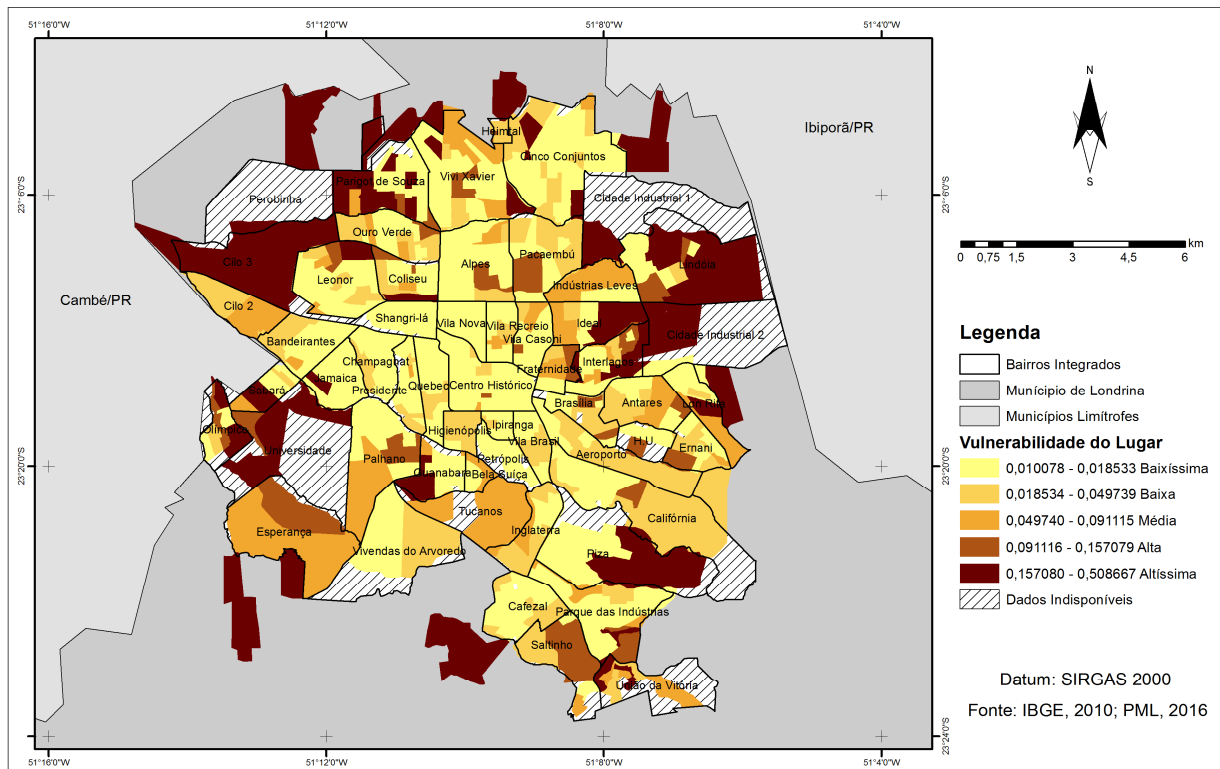 51°16'0"O
51°12'0"O
51°8'0"O
51°4'0"O
N
S
Ibiporã/PR
Cambé/PR
23°16'0"S
23°16'0"S
23°20'0"S
23°20'0"S
23°24'0"S
23°24'0"S
Heimtal
Cinco Conjuntos
Parigot de Souza
Vivi Xavier
Perobinha
Cidade Industrial 1
Ouro Verde
Pacaembú
Cilo 3
Alpes
Lindóia
Leonor
Coliseu
Indústrias Leves
Cilo 2
Shangri-lá
Vila Nova
Vila Recreio
Ideal
Vila Casoni
Cidade Industrial 2
Bandeirantes
Champagnat
Interlagos
Fraternidade
Jamaica
Presidente
Quebec
Centro Histórico
Sabará
Brasília
Antares
Lon Rita
Olímpico
Universidade
Higienópolis
Ipiranga
Vila Brasil
H.U.
Ernani
Aeroporto
Palhano
Petrópolis
Guanabara
Bela Suíça
Tucanos
Califórnia
Esperança
Inglaterra
Vivendas do Arvoredo
Riza
Cafezal
Parque das Indústrias
Saltinho
União da Vitória
km
0 0,75 1,5 3 4,5 6
Legenda
Bairros Integrados
Munícipio de Londrina
Municípios Limítrofes
Vulnerabilidade do Lugar
0,010078 - 0,018533 Baixíssima
0,018534 - 0,049739 Baixa
0,049740 - 0,091115 Média
0,091116 - 0,157079 Alta
0,157080 - 0,508667 Altíssima
Dados Indisponíveis
Datum: SIRGAS 2000
Fonte: IBGE, 2010; PML, 2016
51°16'0"O
51°12'0"O
51°8'0"O
51°4'0"O